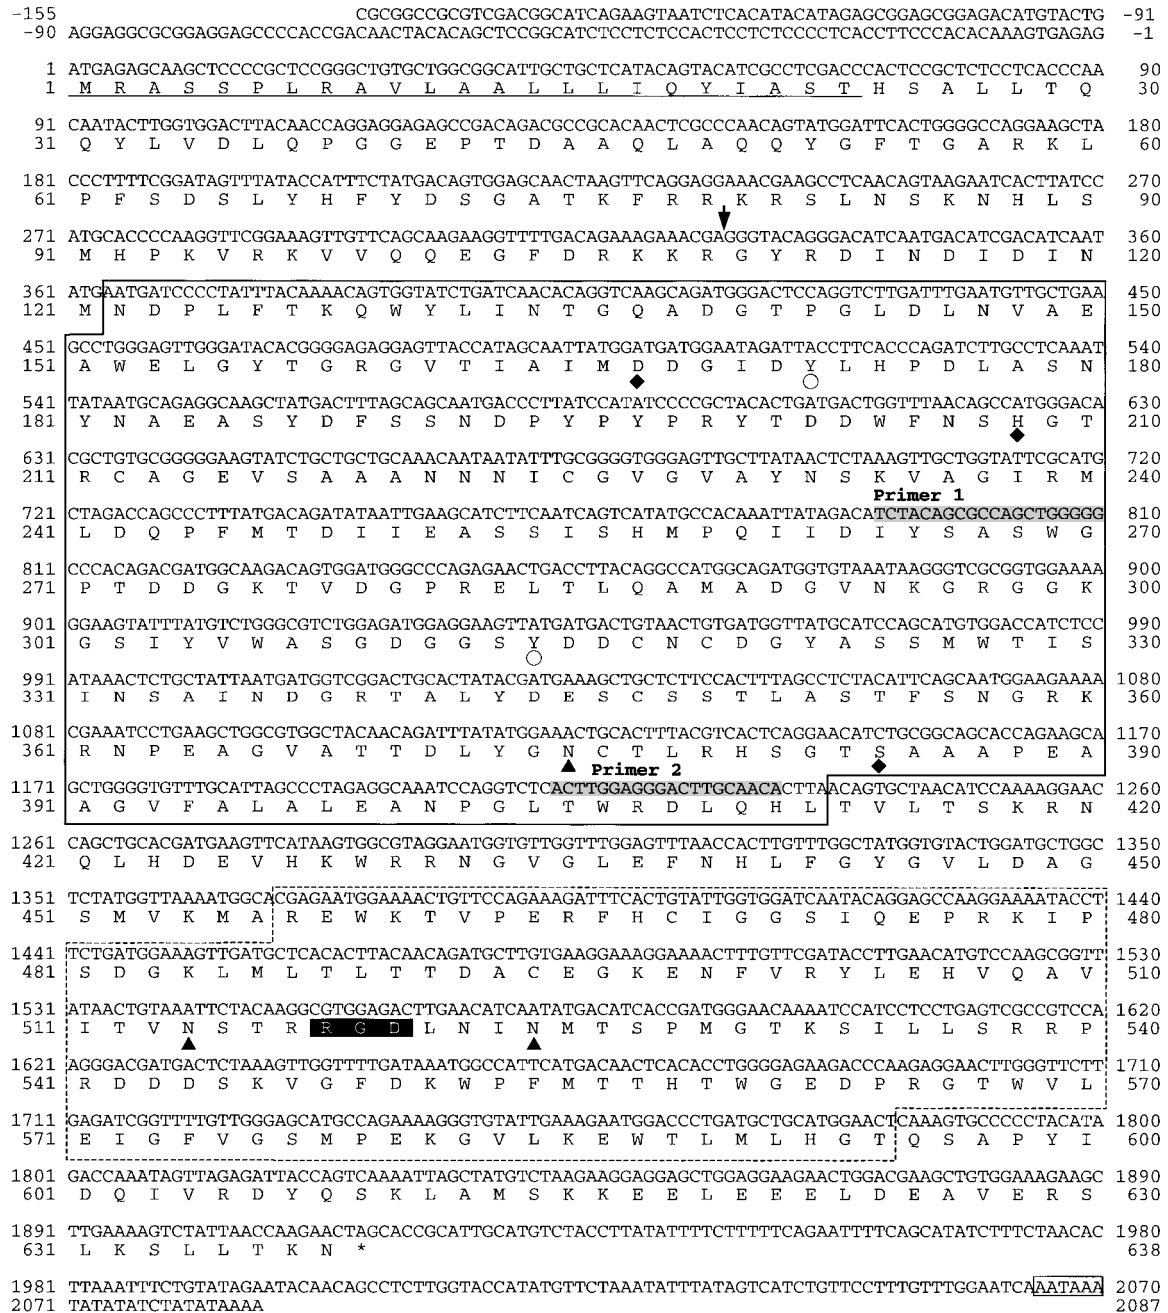 -155 CGCGGCCGCGTCGACGGCATCAGAAGTAATCTCACATACATAGAGCGGAGCGGAGACATGTACTG -91
-90 AGGAGGCGCGGAGGAGCCCCACCGACAACTACACAGCTCCGGCATCTCCTCTCCACTCCTCTCCCCTCACCTTCCCACACAAAGTGAGAG -1
1 ATGAGAGCAAGCTCCCCGCTCCGGGCTGTGCTGGCGGCATTGCTGCTCATACAGTACATCGCCTCGACCCACTCCGCTCTCCTCACCCAA 90
1 M R A S S P L R A V L A A L L L I Q Y I A S T H S A L L T Q 30
91 CAATACTTGGTGGACTTACAACCAGGAGGAGAGCCGACAGACGCCGCACAACTCGCCCAACAGTATGGATTCACTGGGGCCAGGAAGCTA 180
31 Q Y L V D L Q P G G E P T D A A Q L A Q Q Y G F T G A R K L 60
181 CCCTTTTCGGATAGTTTATACCATTTCTATGACAGTGGAGCAACTAAGTTCAGGAGGAAACGAAGCCTCAACAGTAAGAATCACTTATCC 270
61 P F S D S L Y H F Y D S G A T K F R R K R S L N S K N H L S 90
271 ATGCACCCCAAGGTTCGGAAAGTTGTTCAGCAAGAAGGTTTTGACAGAAAGAAACGAGGGTACAGGGACATCAATGACATCGACATCAAT 360
91 M H P K V R K V V Q Q E G F D R K K R G Y R D I N D I D I N 120
361 ATGAATGATCCCCTATTTACAAAACAGTGGTATCTGATCAACACAGGTCAAGCAGATGGGACTCCAGGTCTTGATTTGAATGTTGCTGAA 450
121 M N D P L F T K Q W Y L I N T G Q A D G T P G L D L N V A E 150
451 GCCTGGGAGTTGGGATACACGGGGAGAGGAGTTACCATAGCAATTATGGATGATGGAATAGATTACCTTCACCCAGATCTTGCCTCAAAT 540
151 A W E L G Y T G R G V T I A I M D D G I D Y L H P D L A S N 180
541 TATAATGCAGAGGCAAGCTATGACTTTAGCAGCAATGACCCTTATCCATATCCCCGCTACACTGATGACTGGTTTAACAGCCATGGGACA 630
181 Y N A E A S Y D F S S N D P Y P Y P R Y T D D W F N S H G T 210
631 CGCTGTGCGGGGGAAGTATCTGCTGCTGCAAACAATAATATTTGCGGGGTGGGAGTTGCTTATAACTCTAAAGTTGCTGGTATTCGCATG 720
211 R C A G E V S A A A N N N I C G V G V A Y N S K V A G I R M 240
Primer 1
721 CTAGACCAGCCCTTTATGACAGATATAATTGAAGCATCTTCAATCAGTCATATGCCACAAATTATAGACATCTACAGCGCCAGCTGGGGG 810
241 L D Q P F M T D I I E A S S I S H M P Q I I D I Y S A S W G 270
811 CCCACAGACGATGGCAAGACAGTGGATGGGCCCAGAGAACTGACCTTACAGGCCATGGCAGATGGTGTAAATAAGGGTCGCGGTGGAAAA 900
271 P T D D G K T V D G P R E L T L Q A M A D G V N K G R G G K 300
901 GGAAGTATTTATGTCTGGGCGTCTGGAGATGGAGGAAGTTATGATGACTGTAACTGTGATGGTTATGCATCCAGCATGTGGACCATCTCC 990
301 G S I Y V W A S G D G G S Y D D C N C D G Y A S S M W T I S 330
991 ATAAACTCTGCTATTAATGATGGTCGGACTGCACTATACGATGAAAGCTGCTCTTCCACTTTAGCCTCTACATTCAGCAATGGAAGAAAA 1080
331 I N S A I N D G R T A L Y D E S C S S T L A S T F S N G R K 360
1081 CGAAATCCTGAAGCTGGCGTGGCTACAACAGATTTATATGGAAACTGCACTTTACGTCACTCAGGAACATCTGCGGCAGCACCAGAAGCA 1170
361 R N P E A G V A T T D L Y G N C T L R H S G T S A A A P E A 390
Primer 2
1171 GCTGGGGTGTTTGCATTAGCCCTAGAGGCAAATCCAGGTCTCACTTGGAGGGACTTGCAACACTTAACAGTGCTAACATCCAAAAGGAAC 1260
391 A G V F A L A L E A N P G L T W R D L Q H L T V L T S K R N 420
1261 CAGCTGCACGATGAAGTTCATAAGTGGCGTAGGAATGGTGTTGGTTTGGAGTTTAACCACTTGTTTGGCTATGGTGTACTGGATGCTGGC 1350
421 Q L H D E V H K W R R N G V G L E F N H L F G Y G V L D A G 450
1351 TCTATGGTTAAAATGGCACGAGAATGGAAAACTGTTCCAGAAAGATTTCACTGTATTGGTGGATCAATACAGGAGCCAAGGAAAATACCT 1440
451 S M V K M A R E W K T V P E R F H C I G G S I Q E P R K I P 480
1441 TCTGATGGAAAGTTGATGCTCACACTTACAACAGATGCTTGTGAAGGAAAGGAAAACTTTGTTCGATACCTTGAACATGTCCAAGCGGTT 1530
481 S D G K L M L T L T T D A C E G K E N F V R Y L E H V Q A V 510
1531 ATAACTGTAAATTCTACAAGGCGTGGAGACTTGAACATCAATATGACATCACCGATGGGAACAAAATCCATCCTCCTGAGTCGCCGTCCA 1620
511 I T V N S T R R G D L N I N M T S P M G T K S I L L S R R P 540
1621 AGGGACGATGACTCTAAAGTTGGTTTTGATAAATGGCCATTCATGACAACTCACACCTGGGGAGAAGACCCAAGAGGAACTTGGGTTCTT 1710
541 R D D D S K V G F D K W P F M T T H T W G E D P R G T W V L 570
1711 GAGATCGGTTTTGTTGGGAGCATGCCAGAAAAGGGTGTATTGAAAGAATGGACCCTGATGCTGCATGGAACTCAAAGTGCCCCCTACATA 1800
571 E I G F V G S M P E K G V L K E W T L M L H G T Q S A P Y I 600
1801 GACCAAATAGTTAGAGATTACCAGTCAAAATTAGCTATGTCTAAGAAGGAGGAGCTGGAGGAAGAACTGGACGAAGCTGTGGAAAGAAGC 1890
601 D Q I V R D Y Q S K L A M S K K E E L E E E L D E A V E R S 630
1891 TTGAAAAGTCTATTAACCAAGAACTAGCACCGCATTGCATGTCTACCTTATATTTTCTTTTTCAGAATTTTCAGCATATCTTTCTAACAC 1980
631 L K S L L T K N * 638
1981 TTAAATTTCTGTATAGAATACAACAGCCTCTTGGTACCATATGTTCTAAATATTTATAGTCATCTGTTCCTTTGTTTGGAATCAAATAAA 2070
2071 TATATATCTATATAAAA 2087